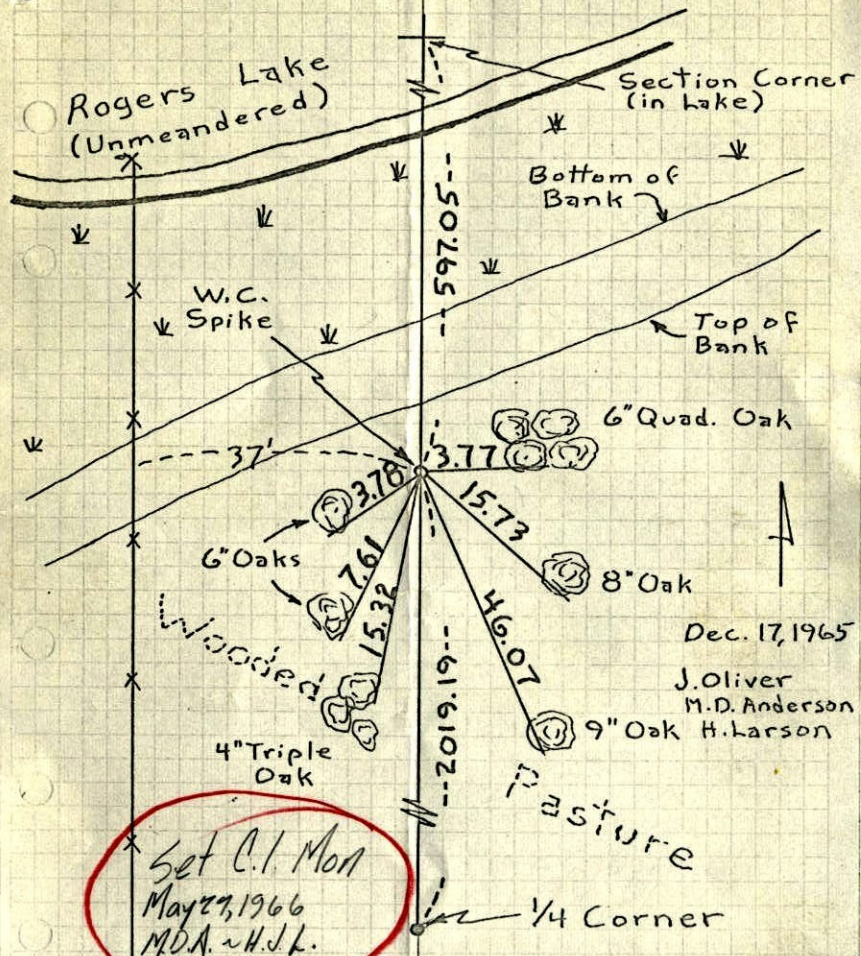 Rogers Lake
(Unmeandered)
Section Corner
(in Lake)
Bottom of
Bank
--597.05--
W.C.
Spike
Top of
Bank
6" Quad. Oak
37'
3.77
3.78
15.73
6" Oaks
7.61
15.32
8" Oak
46.07
Wooded
Dec. 17, 1965
J. Oliver
M.D. Anderson
H. Larson
--2019.19--
9" Oak
4" Triple
Oak
Pasture
Set C.I. Mon
May 27, 1966
M.D.A. ~ H.J.L.
1/4 Corner